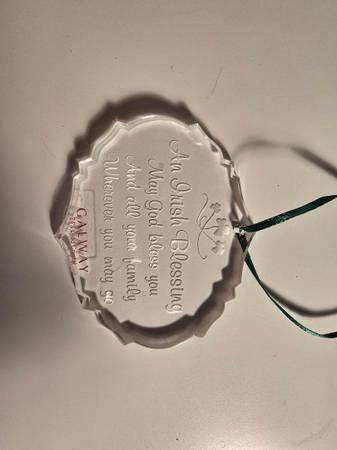 An Irish Blessing
May God bless you
And all your family
Wherever you may go
GALWAY